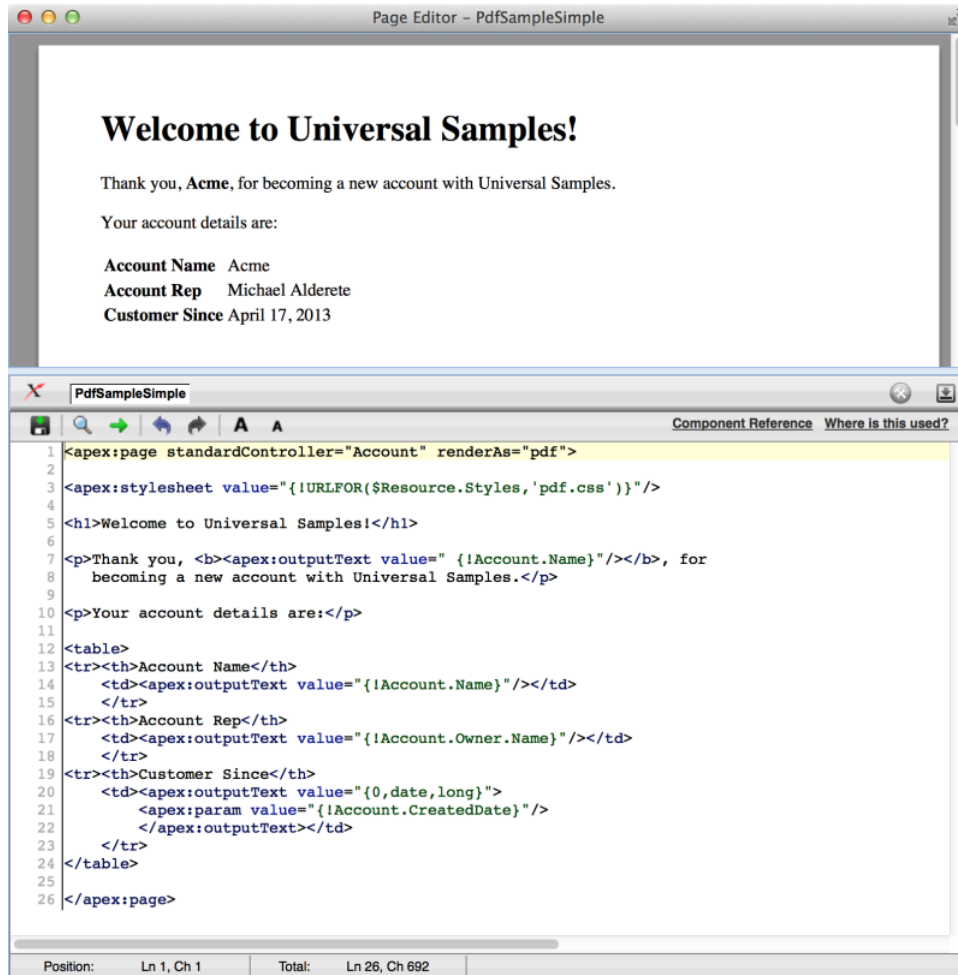 Page Editor – PdfSampleSimple
Welcome to Universal Samples!
Thank you, Acme, for becoming a new account with Universal Samples.
Your account details are:
Account Name Acme
Account Rep Michael Alderete
Customer Since April 17, 2013
PdfSampleSimple
A A Component Reference Where is this used?
1 <apex:page standardController="Account" renderAs="pdf">
2
3 <apex:stylesheet value="{!URLFOR($Resource.Styles,'pdf.css')}"/>
4
5 <h1>Welcome to Universal Samples!</h1>
6
7 <p>Thank you, <b><apex:outputText value=" {!Account.Name}"/></b>, for
8 becoming a new account with Universal Samples.</p>
9
10 <p>Your account details are:</p>
11
12 <table>
13 <tr><th>Account Name</th>
14 <td><apex:outputText value="{!Account.Name}"/></td>
15 </tr>
16 <tr><th>Account Rep</th>
17 <td><apex:outputText value="{!Account.Owner.Name}"/></td>
18 </tr>
19 <tr><th>Customer Since</th>
20 <td><apex:outputText value="{0,date,long}">
21 <apex:param value="{!Account.CreatedDate}"/>
22 </apex:outputText></td>
23 </tr>
24 </table>
25
26 </apex:page>
Position: Ln 1, Ch 1 Total: Ln 26, Ch 692